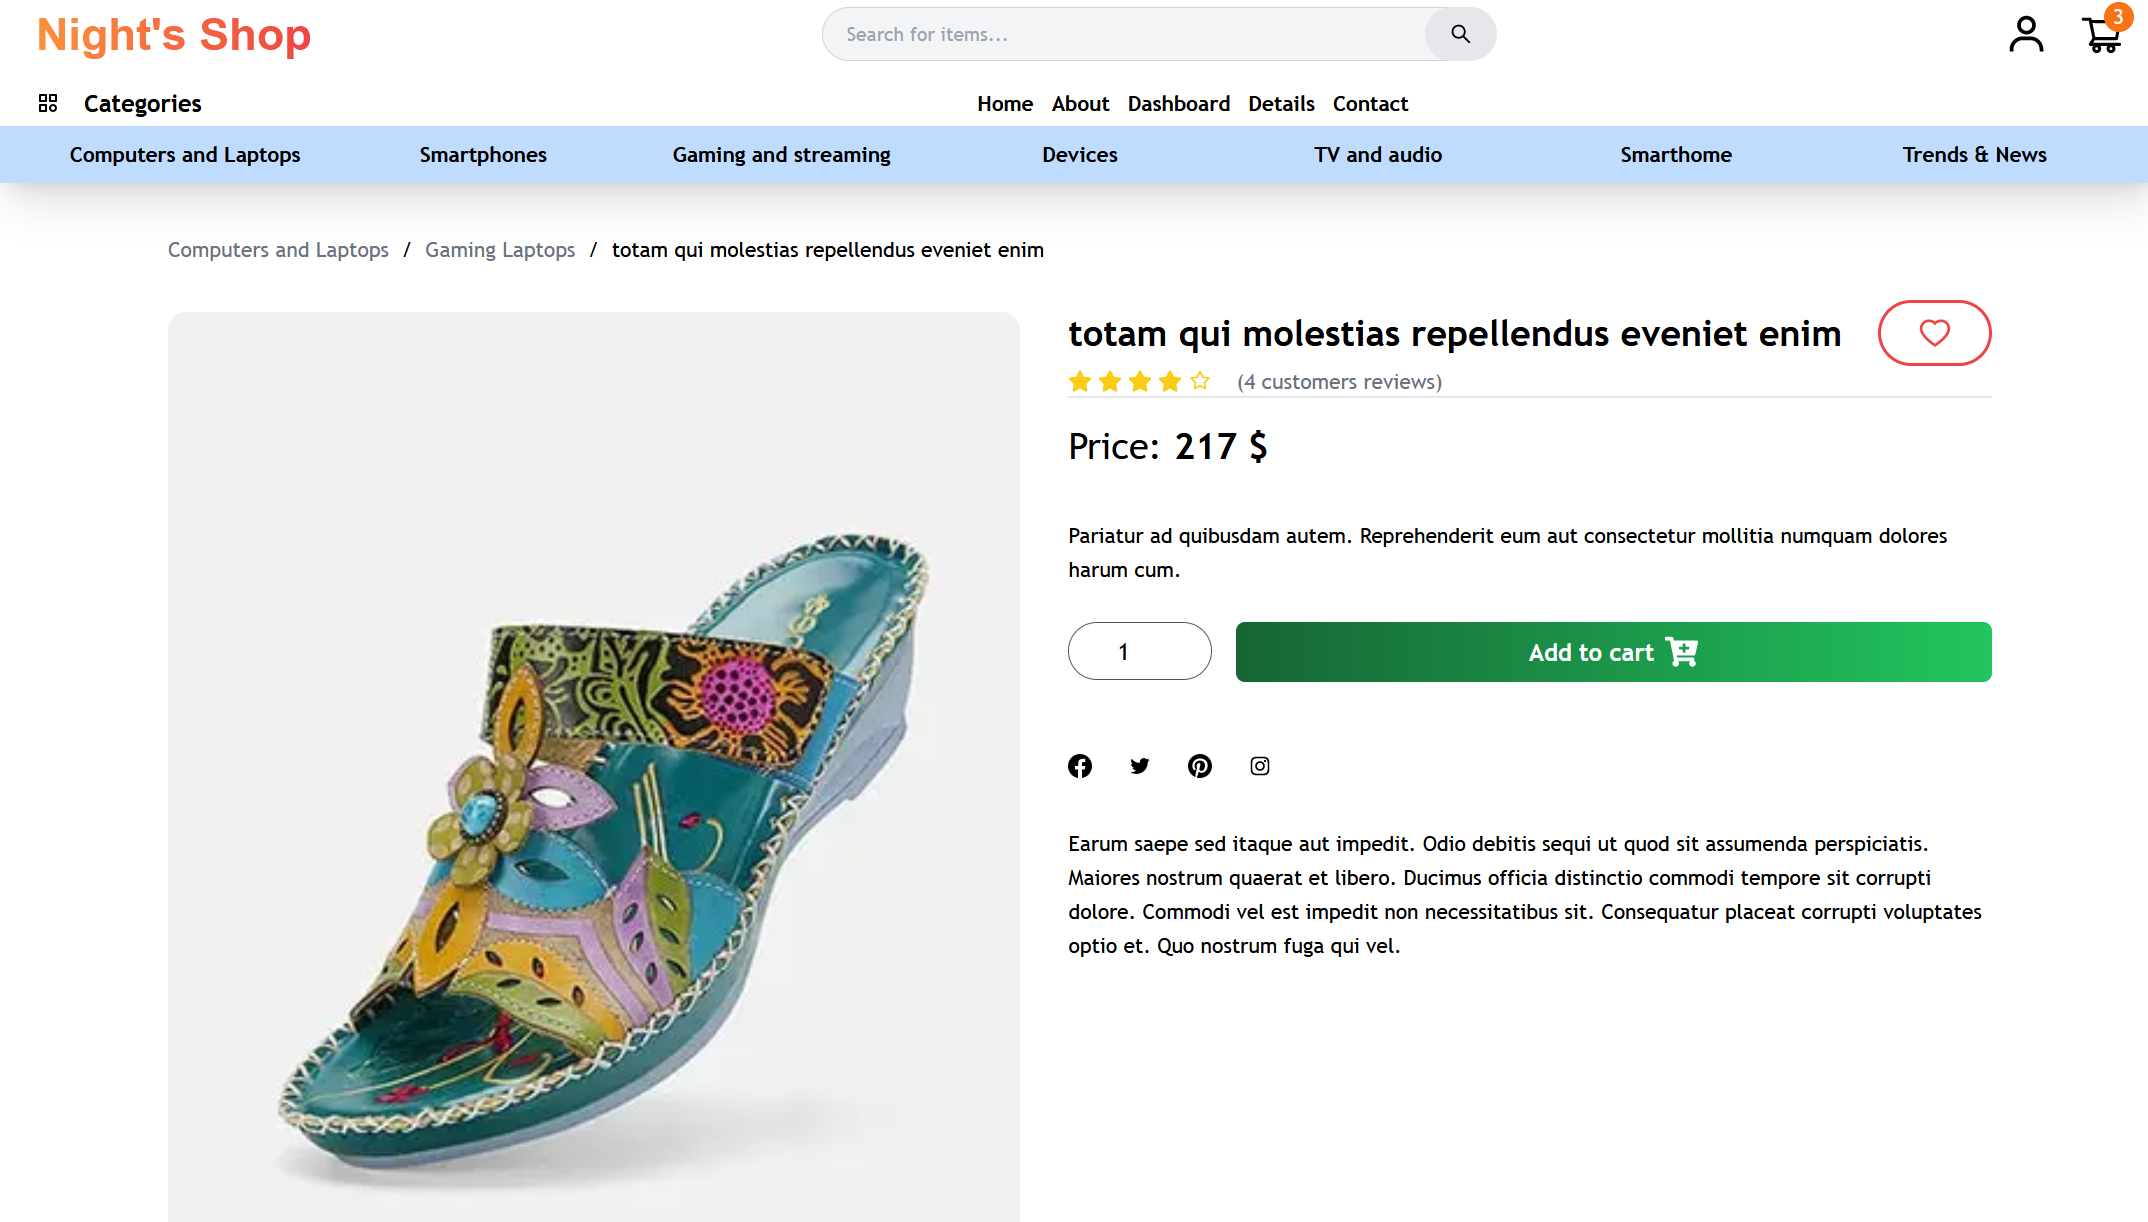 Night's Shop
Search for items...
3
Categories
Home About Dashboard Details Contact
Computers and Laptops Smartphones Gaming and streaming Devices TV and audio Smarthome Trends & News
Computers and Laptops / Gaming Laptops / totam qui molestias repellendus eveniet enim
totam qui molestias repellendus eveniet enim
(4 customers reviews)
Price: 217 $
Pariatur ad quibusdam autem. Reprehenderit eum aut consectetur mollitia numquam dolores
harum cum.
1
Add to cart
Earum saepe sed itaque aut impedit. Odio debitis sequi ut quod sit assumenda perspiciatis.
Maiores nostrum quaerat et libero. Ducimus officia distinctio commodi tempore sit corrupti
dolore. Commodi vel est impedit non necessitatibus sit. Consequatur placeat corrupti voluptates
optio et. Quo nostrum fuga qui vel.